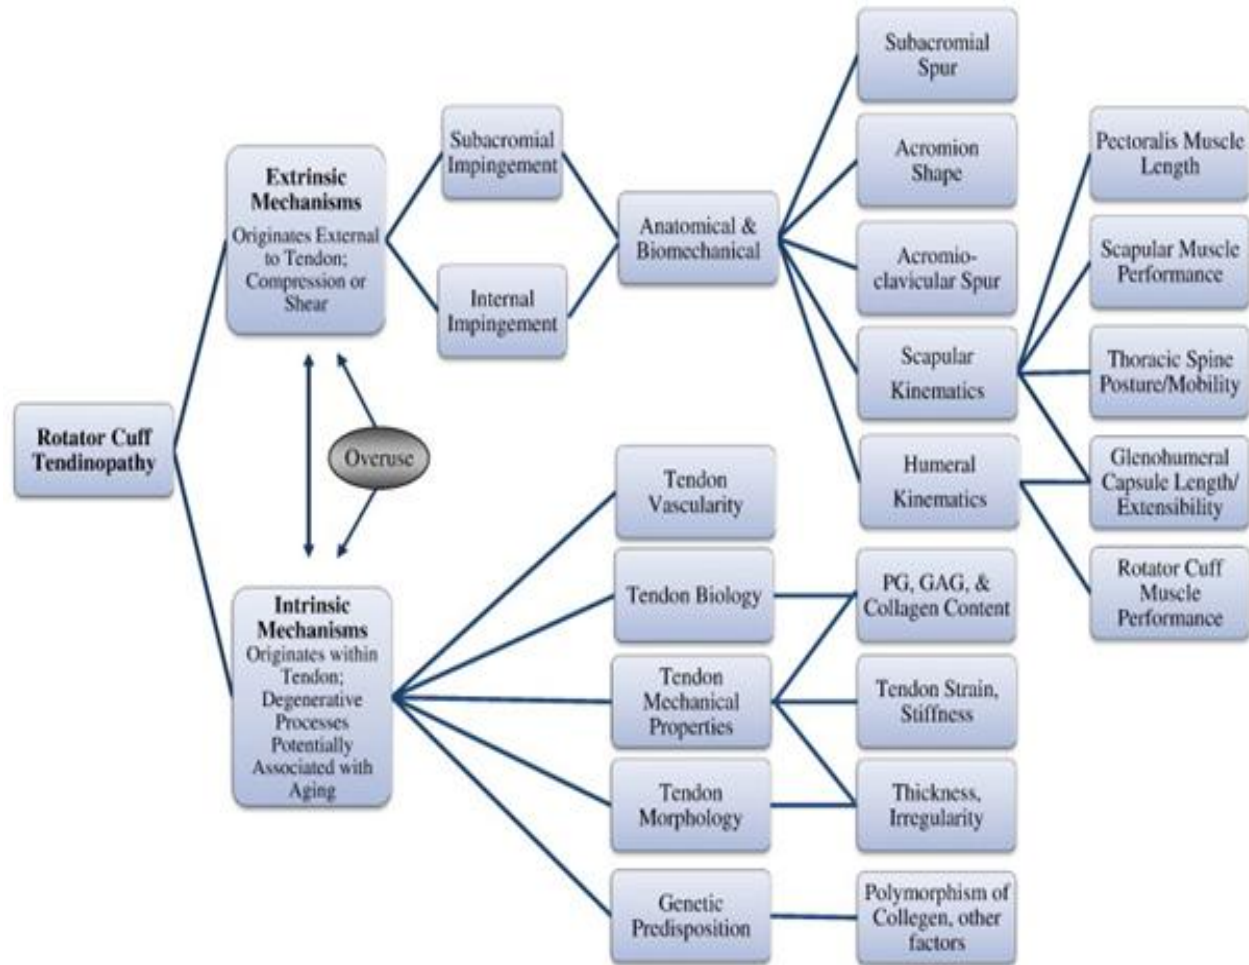 Rotator Cuff
Tendinopathy
Extrinsic
Mechanisms
Originates External
to Tendon;
Compression or
Shear
Overuse
Intrinsic
Mechanisms
Originates within
Tendon;
Degenerative
Processes
Potentially
Associated with
Aging
Subacromial
Impingement
Internal
Impingement
Anatomical &
Biomechanical
Subacromial
Spur
Acromion
Shape
Acromio-
clavicular Spur
Scapular
Kinematics
Humeral
Kinematics
Pectoralis Muscle
Length
Scapular Muscle
Performance
Thoracic Spine
Posture/Mobility
Glenohumeral
Capsule Length/
Extensibility
Rotator Cuff
Muscle
Performance
Tendon
Vascularity
Tendon Biology
Tendon
Mechanical
Properties
Tendon
Morphology
Genetic
Predisposition
PG, GAG, &
Collagen Content
Tendon Strain,
Stiffness
Thickness,
Irregularity
Polymorphism of
Collegen, other
factors